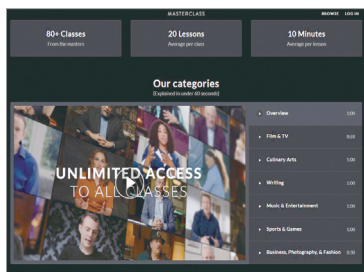 MASTERCLASS
BROWSE LOG IN
80+ Classes
From the masters
20 Lessons
Average per class
10 Minutes
Average per lesson
Our categories
(Explained in under 60 seconds)
UNLIMITED ACCESS
TO ALL CLASSES
Overview 1:00
Film & TV
Culinary Arts 1:00
Writing 1:00
Music & Entertainment 1:00
Sports & Games 1:00
Business, Photography, & Fashion 0:30